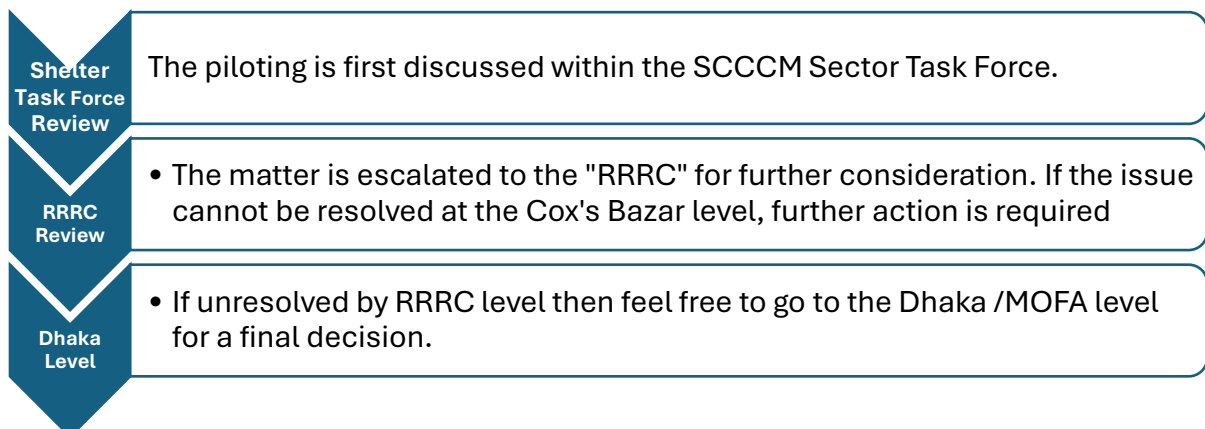 Shelter
Task Force
Review
The piloting is first discussed within the SCCCM Sector Task Force.
RRRC
Review
• The matter is escalated to the "RRRC" for further consideration. If the issue
cannot be resolved at the Cox's Bazar level, further action is required
Dhaka
Level
• If unresolved by RRRC level then feel free to go to the Dhaka /MOFA level
for a final decision.